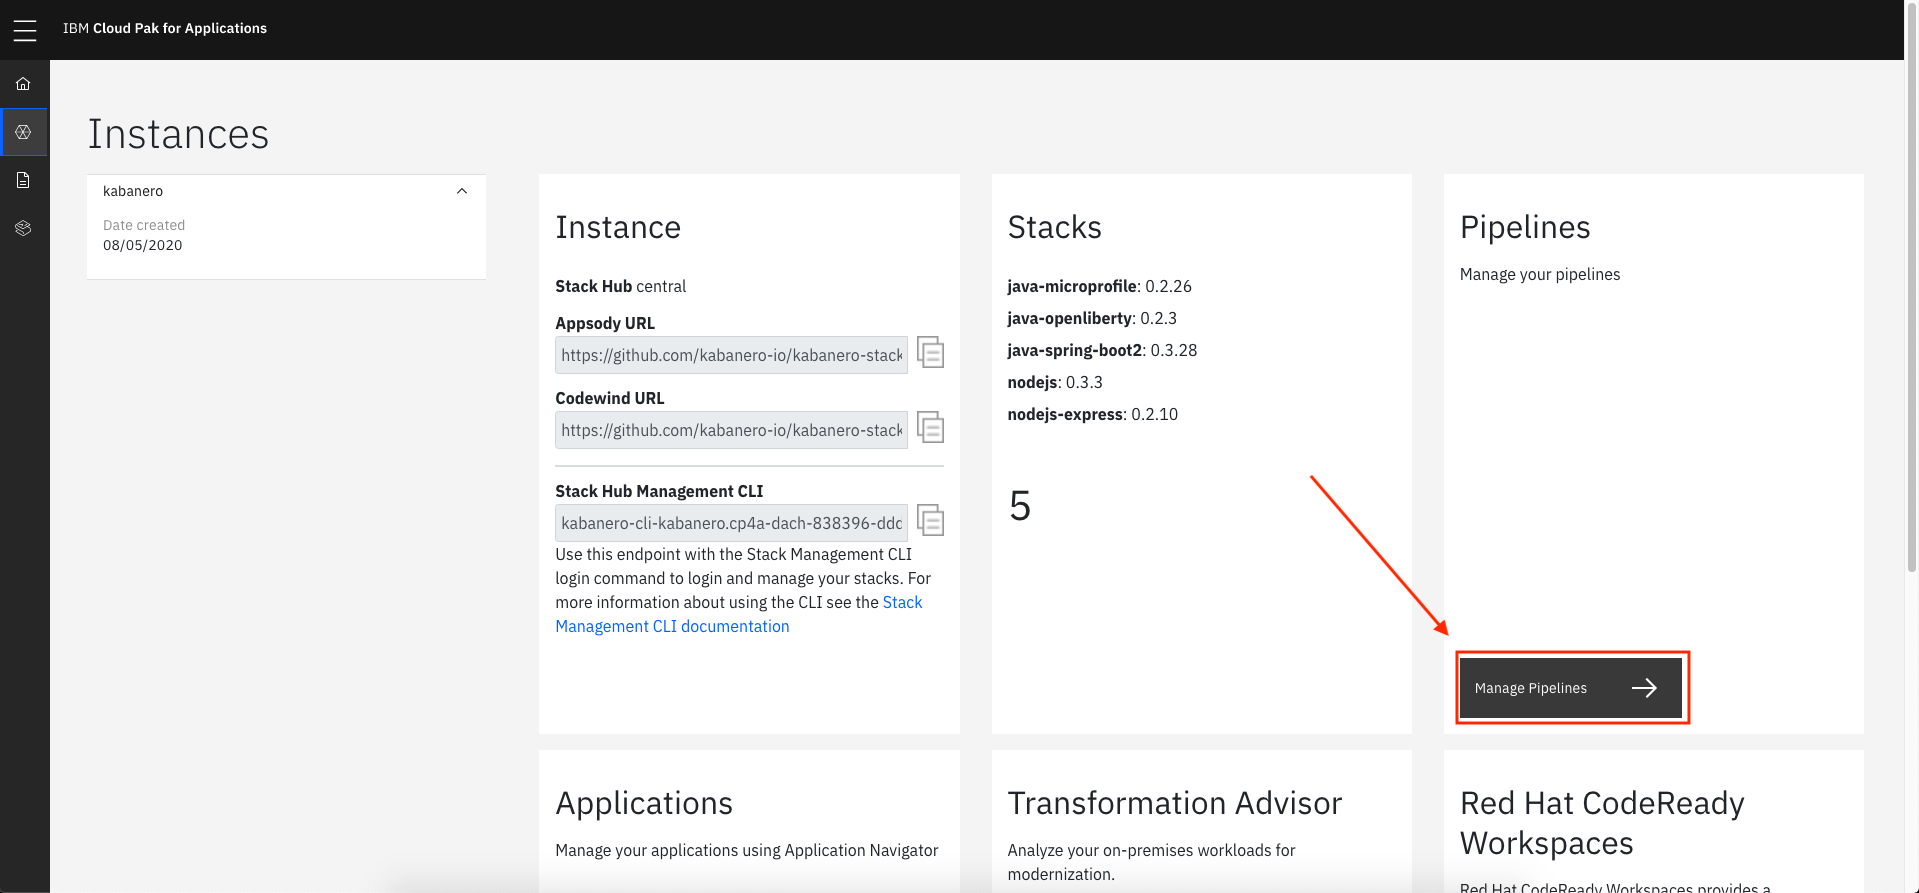 IBM Cloud Pak for Applications
Instances
kabanero
Date created
08/05/2020
Instance
Stack Hub central
Appsody URL
https://github.com/kabanero-io/kabanero-stack
Codewind URL
https://github.com/kabanero-io/kabanero-stack
Stack Hub Management CLI
kabanero-cli-kabanero.cp4a-dach-838396-ddd
Use this endpoint with the Stack Management CLI
login command to login and manage your stacks. For
more information about using the CLI see the Stack
Management CLI documentation
Stacks
java-microprofile: 0.2.26
java-openliberty: 0.2.3
java-spring-boot2: 0.3.28
nodejs: 0.3.3
nodejs-express: 0.2.10
5
Pipelines
Manage your pipelines
Manage Pipelines
Applications
Manage your applications using Application Navigator
Transformation Advisor
Analyze your on-premises workloads for
modernization.
Red Hat CodeReady
Workspaces
Red Hat CodeReady Workspaces provides a